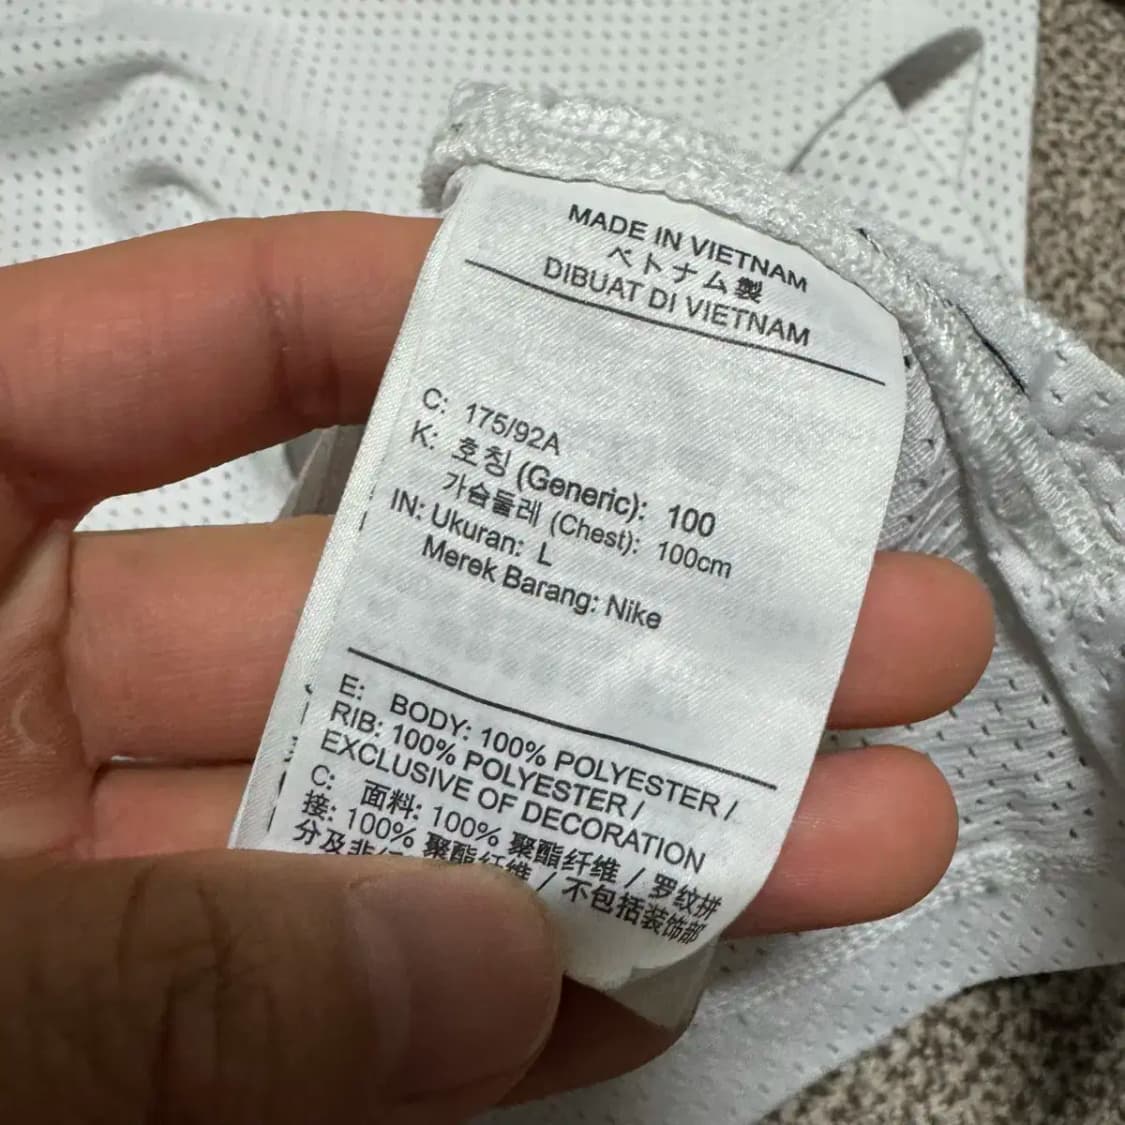 MADE IN VIETNAM
ベトナム製
DIBUAT DI VIETNAM
C: 175/92A
K: 호칭 (Generic): 100
가슴둘레 (Chest): 100cm
IN: Ukuran: L
Merek Barang: Nike
E: BODY: 100% POLYESTER /
RIB: 100% POLYESTER /
EXCLUSIVE OF DECORATION
C: 面料: 100% 聚酯纤维 / 罗纹拼
接: 100% 聚酯纤维 / 不包括装饰部
分及非